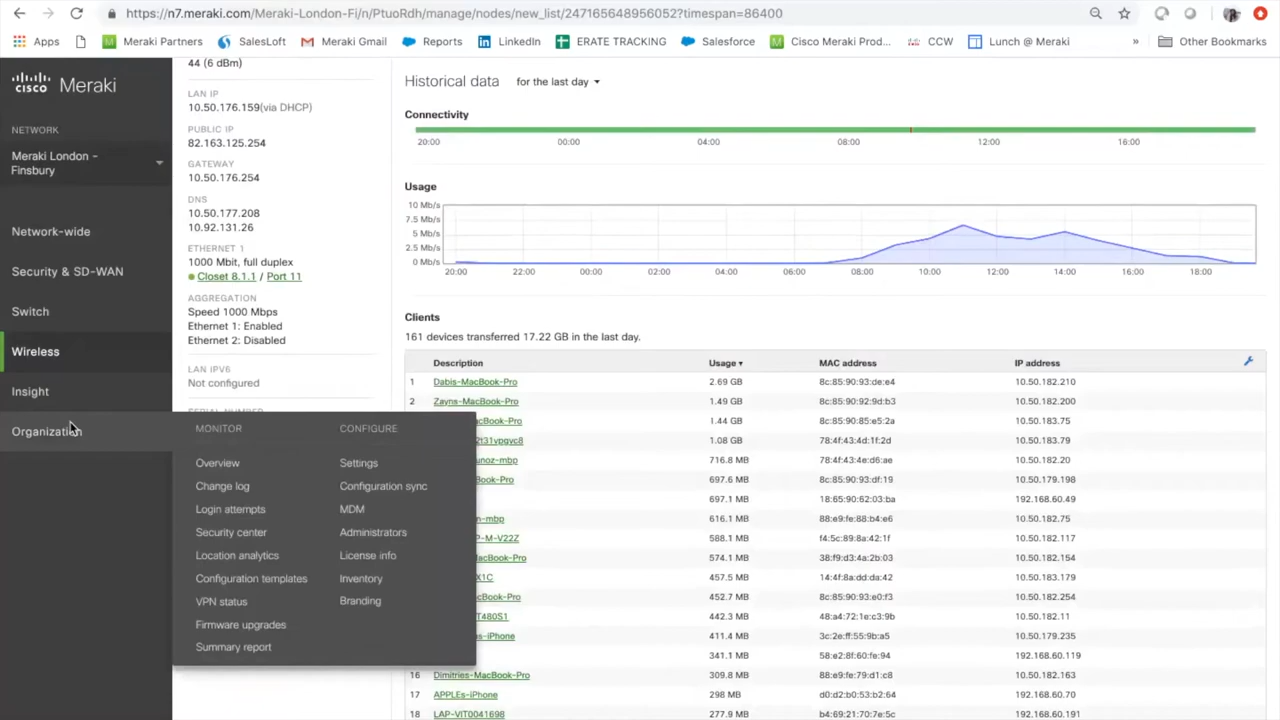 https://n7.meraki.com/Meraki-London-Fi/n/PtuoRdh/manage/nodes/new_list/247165648956052?timespan=86400
Apps
Meraki Partners
SalesLoft
Meraki Gmail
Reports
LinkedIn
ERATE TRACKING
Salesforce
Cisco Meraki Prod...
CCW
Lunch @ Meraki
»
Other Bookmarks
cisco Meraki
NETWORK
Meraki London -
Finsbury
Network-wide
Security & SD-WAN
Switch
Wireless
Insight
Organization
44 (6 dBm)
LAN IP
10.50.176.159(via DHCP)
PUBLIC IP
82.163.125.254
GATEWAY
10.50.176.254
DNS
10.50.177.208
10.92.131.26
ETHERNET 1
1000 Mbit, full duplex
Closet 8.1.1 / Port 11
AGGREGATION
Speed 1000 Mbps
Ethernet 1: Enabled
Ethernet 2: Disabled
LAN IPV6
Not configured
SERIAL NUMBER
MONITOR
Overview
Change log
Login attempts
Security center
Location analytics
Configuration templates
VPN status
Firmware upgrades
Summary report
CONFIGURE
Settings
Configuration sync
MDM
Administrators
License info
Inventory
Branding
Historical data for the last day
Connectivity
20:00 00:00 04:00 08:00 12:00 16:00
Usage
10 Mb/s
7.5 Mb/s
5 Mb/s
2.5 Mb/s
0 Mb/s
20:00 22:00 00:00 02:00 04:00 06:00 08:00 10:00 12:00 14:00 16:00 18:00
Clients
161 devices transferred 17.22 GB in the last day.
Description Usage MAC address IP address
1 Dabis-MacBook-Pro 2.69 GB 8c:85:90:93:de:e4 10.50.182.210
2 Zayns-MacBook-Pro 1.49 GB 8c:85:90:92:9d:b3 10.50.182.200
acBook-Pro 1.44 GB 8c:85:90:85:e5:2a 10.50.183.75
2t31vpgvc8 1.08 GB 78:4f:43:4d:1f:2d 10.50.183.79
unoz-mbp 716.8 MB 78:4f:43:4e:d6:ae 10.50.182.20
Book-Pro 697.6 MB 8c:85:90:93:df:19 10.50.179.198
697.1 MB 18:65:90:62:03:ba 192.168.60.49
n-mbp 616.1 MB 88:e9:fe:88:b4:e6 10.50.182.75
P-M-V22Z 588.1 MB f4:5c:89:8a:42:1f 10.50.182.117
acBook-Pro 574.1 MB 38:f9:d3:4a:2b:03 10.50.182.154
X1C 457.5 MB 14:4f:8a:dd:da:42 10.50.183.179
cBook-Pro 452.7 MB 8c:85:90:93:e0:f3 10.50.182.254
T480S1 442.3 MB 48:a4:72:1e:c3:9b 10.50.182.11
s-iPhone 411.4 MB 3c:2e:ff:55:9b:a5 10.50.179.235
341.1 MB 58:e2:8f:60:fe:94 192.168.60.119
16 Dimitries-MacBook-Pro 309.8 MB 88:e9:fe:79:d1:c8 10.50.182.163
17 APPLEs-iPhone 298 MB d0:d2:b0:53:b2:64 192.168.60.70
18 LAP-VIT0041698 277.9 MB b4:69:21:70:7e:5c 192.168.60.191